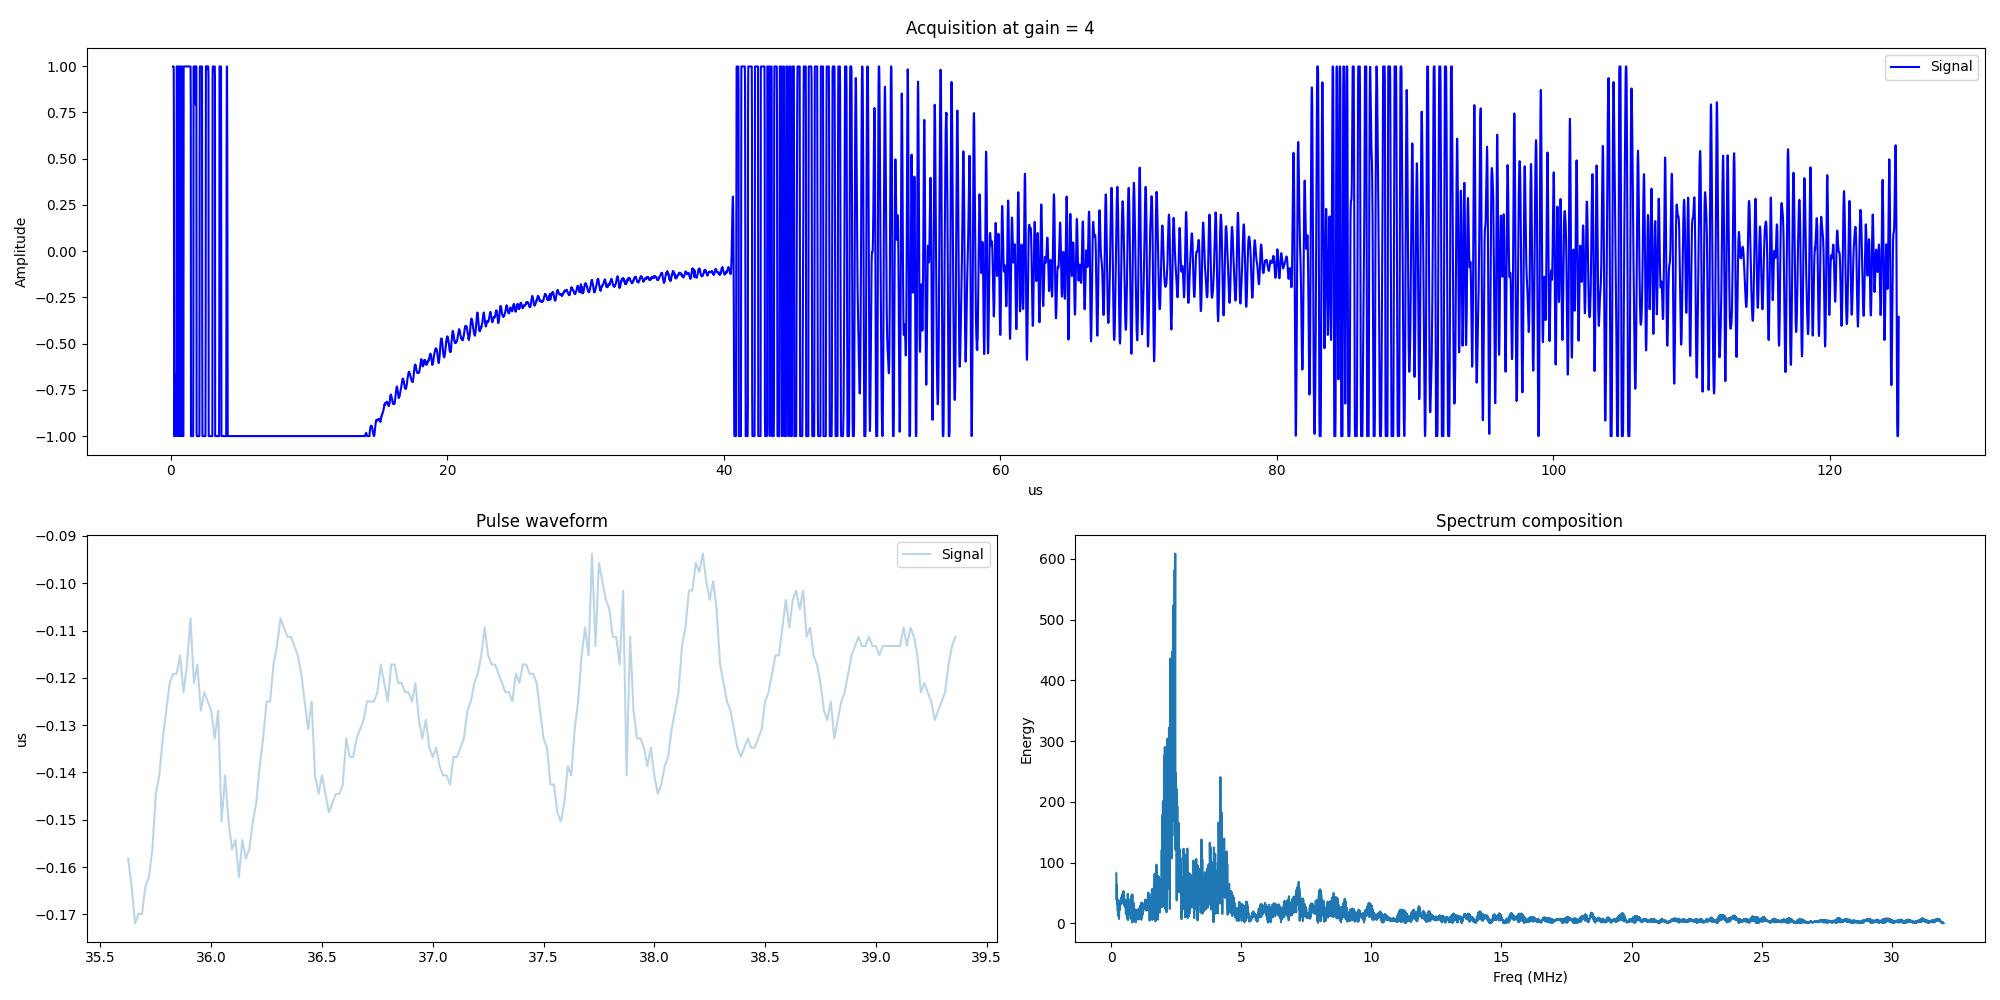 Acquisition at gain = 4
Signal
Amplitude
1.00
0.75
0.50
0.25
0.00
−0.25
−0.50
−0.75
−1.00
0 20 40 60 80 100 120
us
Pulse waveform
Signal
us
−0.09
−0.10
−0.11
−0.12
−0.13
−0.14
−0.15
−0.16
−0.17
35.5 36.0 36.5 37.0 37.5 38.0 38.5 39.0 39.5
Spectrum composition
Energy
600
500
400
300
200
100
0
0 5 10 15 20 25 30
Freq (MHz)